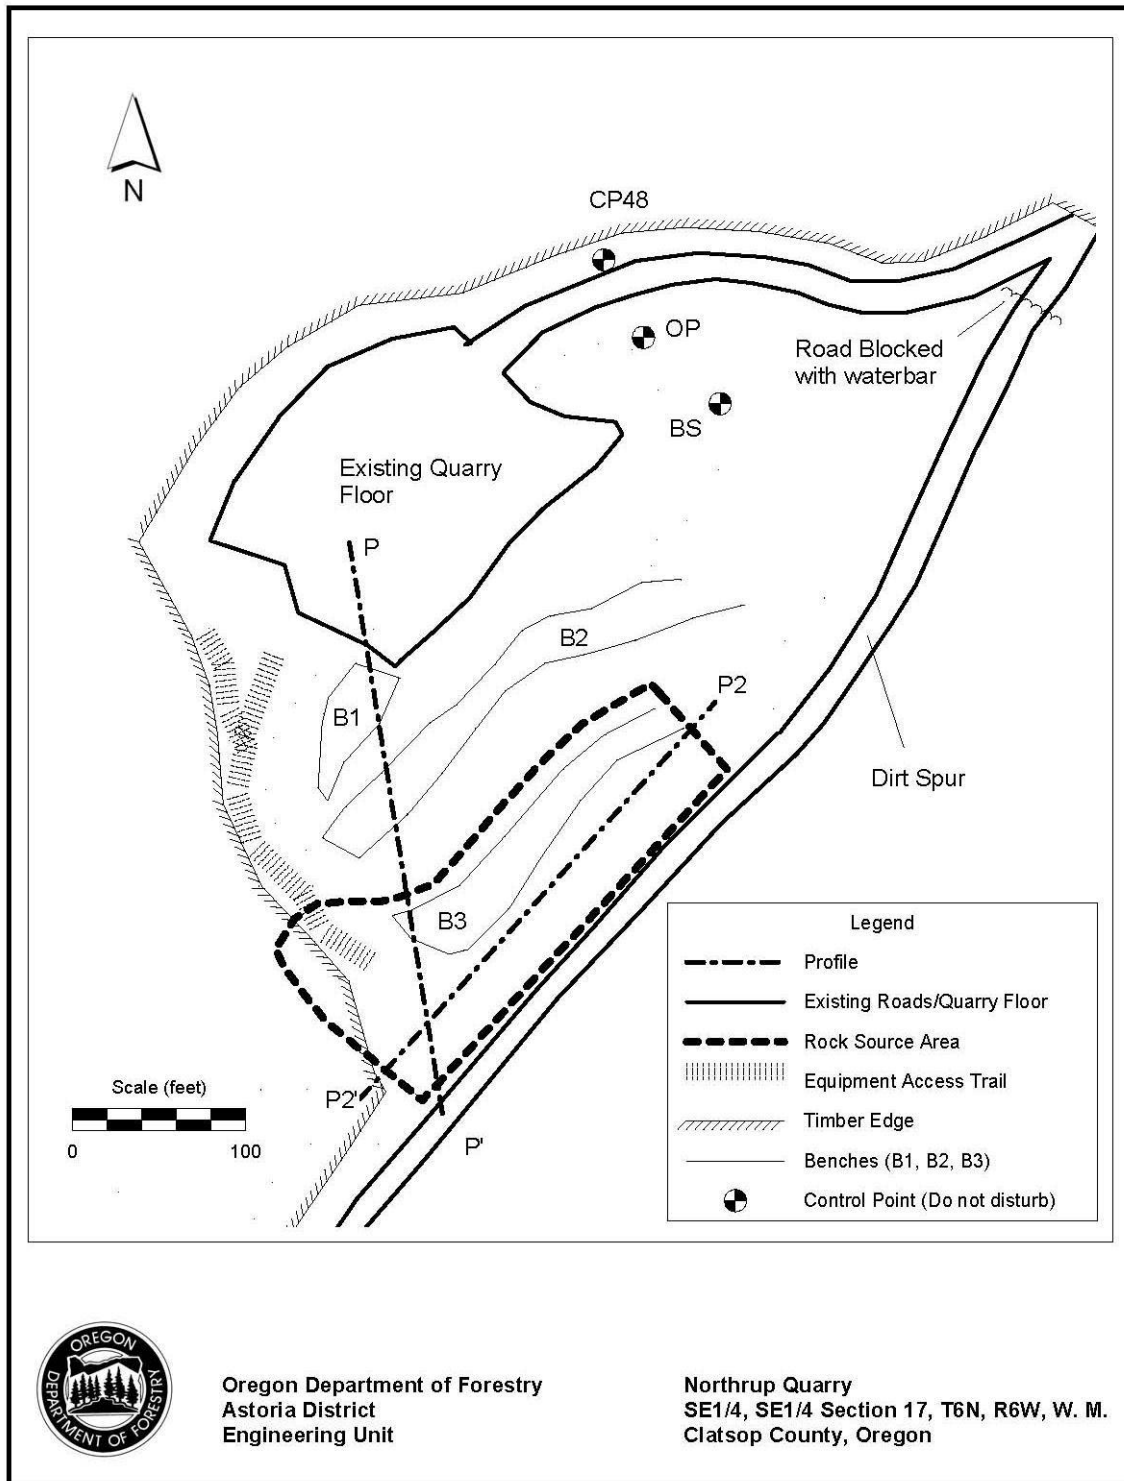 N
CP48
OP
Road Blocked
with waterbar
BS
Existing Quarry
Floor
P
B2
P2
B1
Dirt Spur
B3
Legend
Profile
Existing Roads/Quarry Floor
Rock Source Area
Equipment Access Trail
Timber Edge
Benches (B1, B2, B3)
Control Point (Do not disturb)
Scale (feet)
0 100
P2'
P'
OREGON
DEPARTMENT OF FORESTRY
Oregon Department of Forestry
Astoria District
Engineering Unit
Northrup Quarry
SE1/4, SE1/4 Section 17, T6N, R6W, W. M.
Clatsop County, Oregon